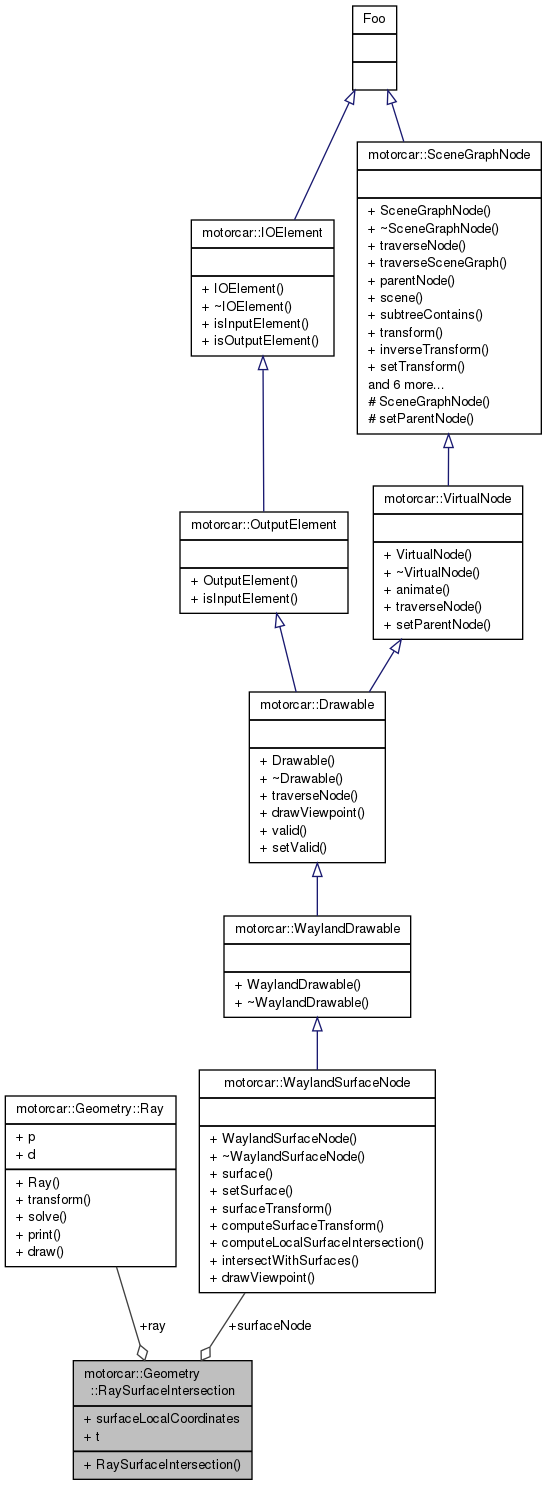 Foo
motorcar::SceneGraphNode
+ SceneGraphNode()
+ ~SceneGraphNode()
+ traverseNode()
+ traverseSceneGraph()
+ parentNode()
+ scene()
+ subtreeContains()
+ transform()
+ inverseTransform()
+ setTransform()
and 6 more...
# SceneGraphNode()
# setParentNode()
motorcar::IOElement
+ IOElement()
+ ~IOElement()
+ isInputElement()
+ isOutputElement()
motorcar::VirtualNode
+ VirtualNode()
+ ~VirtualNode()
+ animate()
+ traverseNode()
+ setParentNode()
motorcar::OutputElement
+ OutputElement()
+ isInputElement()
motorcar::Drawable
+ Drawable()
+ ~Drawable()
+ traverseNode()
+ drawViewpoint()
+ valid()
+ setValid()
motorcar::WaylandDrawable
+ WaylandDrawable()
+ ~WaylandDrawable()
motorcar::WaylandSurfaceNode
+ WaylandSurfaceNode()
+ ~WaylandSurfaceNode()
+ surface()
+ setSurface()
+ surfaceTransform()
+ computeSurfaceTransform()
+ computeLocalSurfaceIntersection()
+ intersectWithSurfaces()
+ drawViewpoint()
motorcar::Geometry::Ray
+ p
+ d
+ Ray()
+ transform()
+ solve()
+ print()
+ draw()
+ray
+surfaceNode
motorcar::Geometry
::RaySurfaceIntersection
+ surfaceLocalCoordinates
+ t
+ RaySurfaceIntersection()